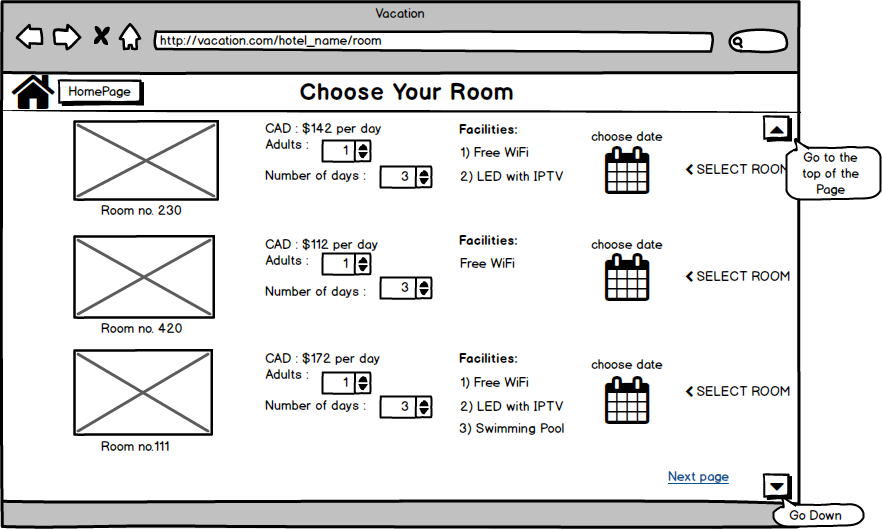 Vacation
http://vacation.com/hotel_name/room
HomePage
Choose Your Room
CAD : $142 per day
Adults :
1
Number of days :
3
Facilities:
1) Free WiFi
2) LED with IPTV
choose date
SELECT ROOM
Go to the
top of the
Page
Room no. 230
CAD : $112 per day
Adults :
1
Number of days :
3
Facilities:
Free WiFi
choose date
SELECT ROOM
Room no. 420
CAD : $172 per day
Adults :
1
Number of days :
3
Facilities:
1) Free WiFi
2) LED with IPTV
3) Swimming Pool
choose date
SELECT ROOM
Room no.111
Next page
Go Down